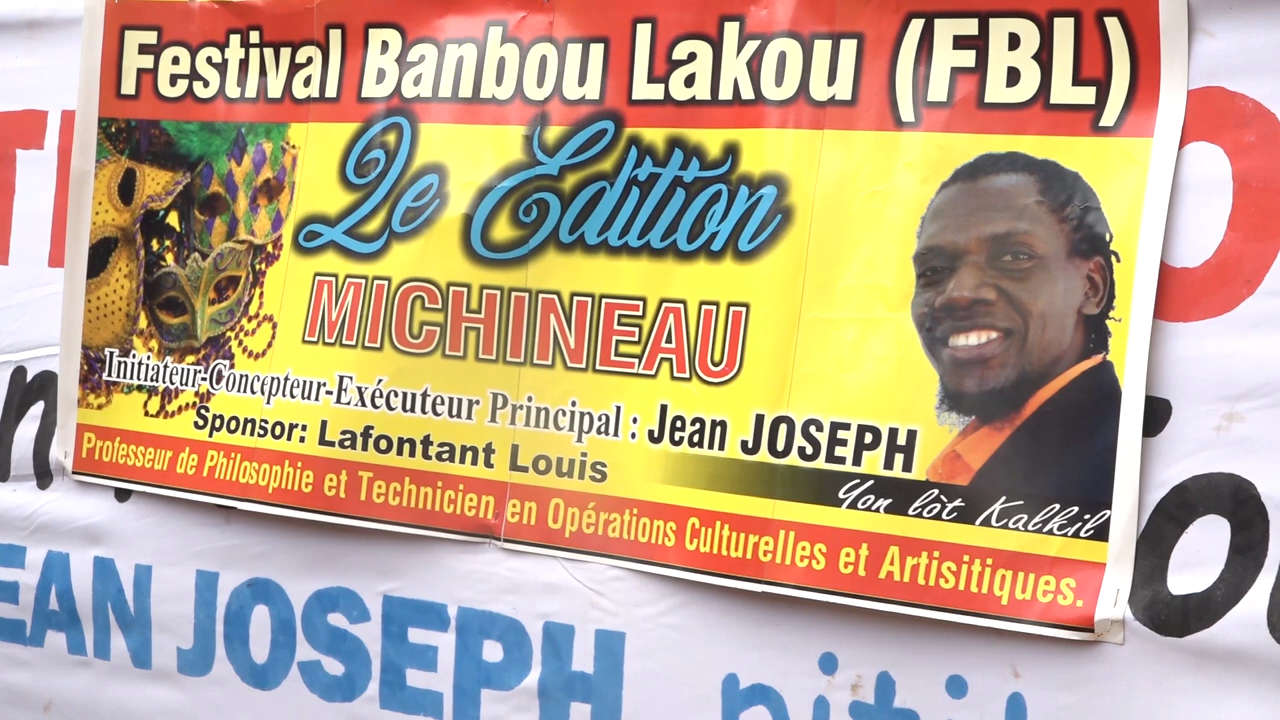 Festival Banbou Lakou (FBL)
2e Édition
MICHINEAU
Initiateur-Concepteur-Exécuteur Principal : Jean JOSEPH
Sponsor: Lafontant Louis
Yon lòt Kalkil
Professeur de Philosophie et Technicien en Opérations Culturelles et Artisitiques.
EAN JOSEPH